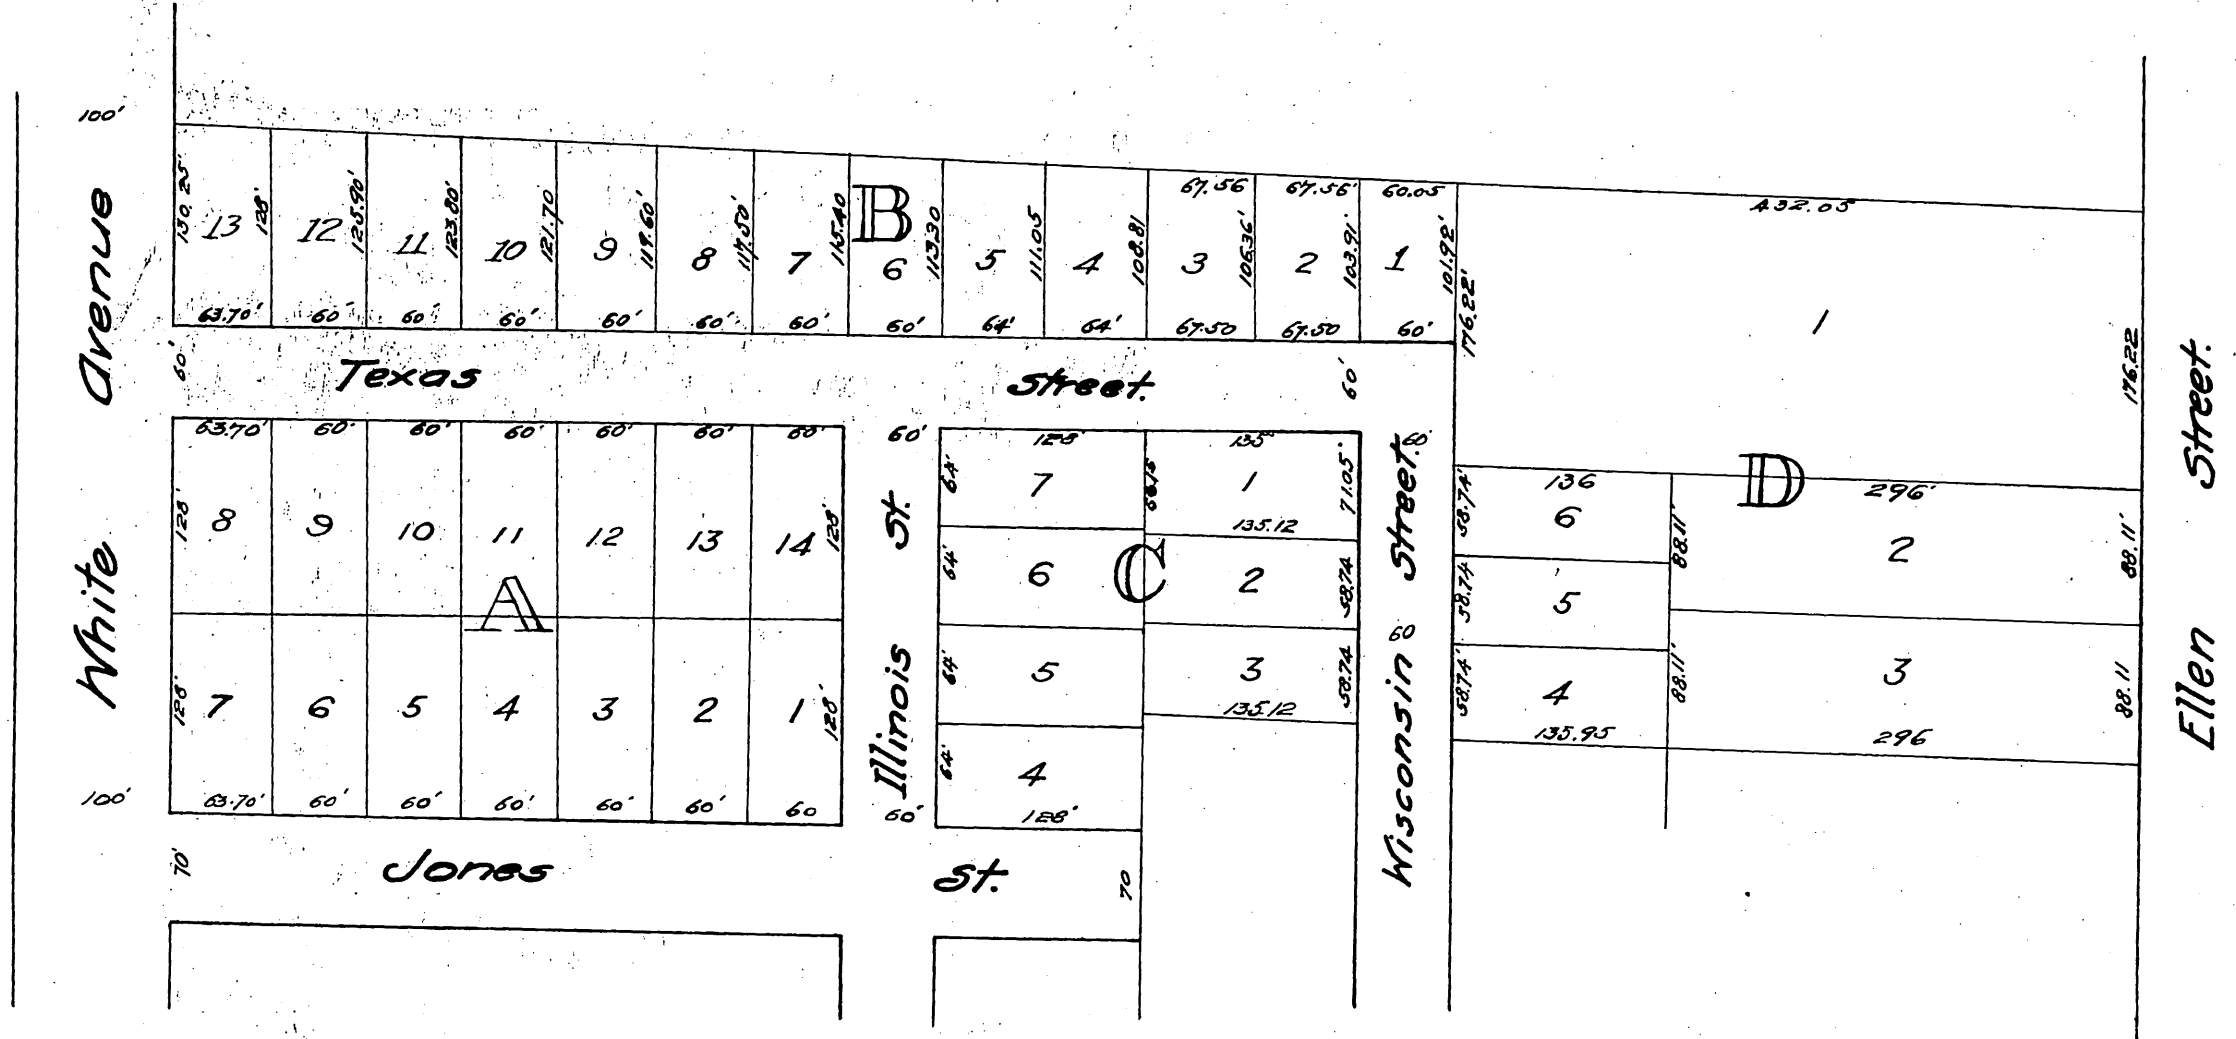 100'
White Avenue
100'
130.25' 13 128' 12 125.90' 11 123.80' 10 121.70 9 119.60' 8 117.50' 7 115.40 B 6 113.30 5 111.05 4 108.81 3 106.36' 2 103.91' 1 101.92'
67.56 67.56' 60.05
63.70' 60 60' 60' 60' 60' 60' 60' 64' 64' 67.50 67.50 60'
432.05
176.22' 1 176.22
60' Texas Street. 60'
63.70' 60' 60' 60' 60' 60' 60'
128' 8 9 10 11 12 13 14 128'
A
128' 7 6 5 4 3 2 1 128'
63.70' 60' 60' 60' 60' 60' 60
60'
Illinois St.
60'
128' 135'
64' 7 1 71.05'
135.12
64' 6 C 2 58.74
64' 5 3 58.74
135.12
64' 4
128'
60'
Wisconsin Street.
60
136 D 296'
58.74' 6 88.11' 2 88.11'
58.74' 5
58.74' 4 88.11' 3 88.11
135.95 296
Ellen Street.
70' Jones St. 70